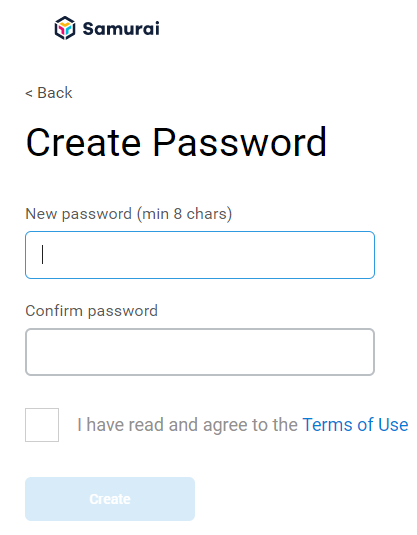 Samurai
< Back
Create Password
New password (min 8 chars)
Confirm password
I have read and agree to the Terms of Use
Create